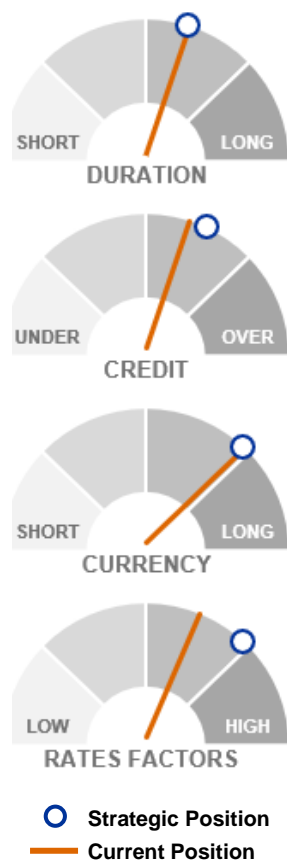 SHORT LONG
DURATION
UNDER OVER
CREDIT
SHORT LONG
CURRENCY
LOW HIGH
RATES FACTORS
Strategic Position
Current Position